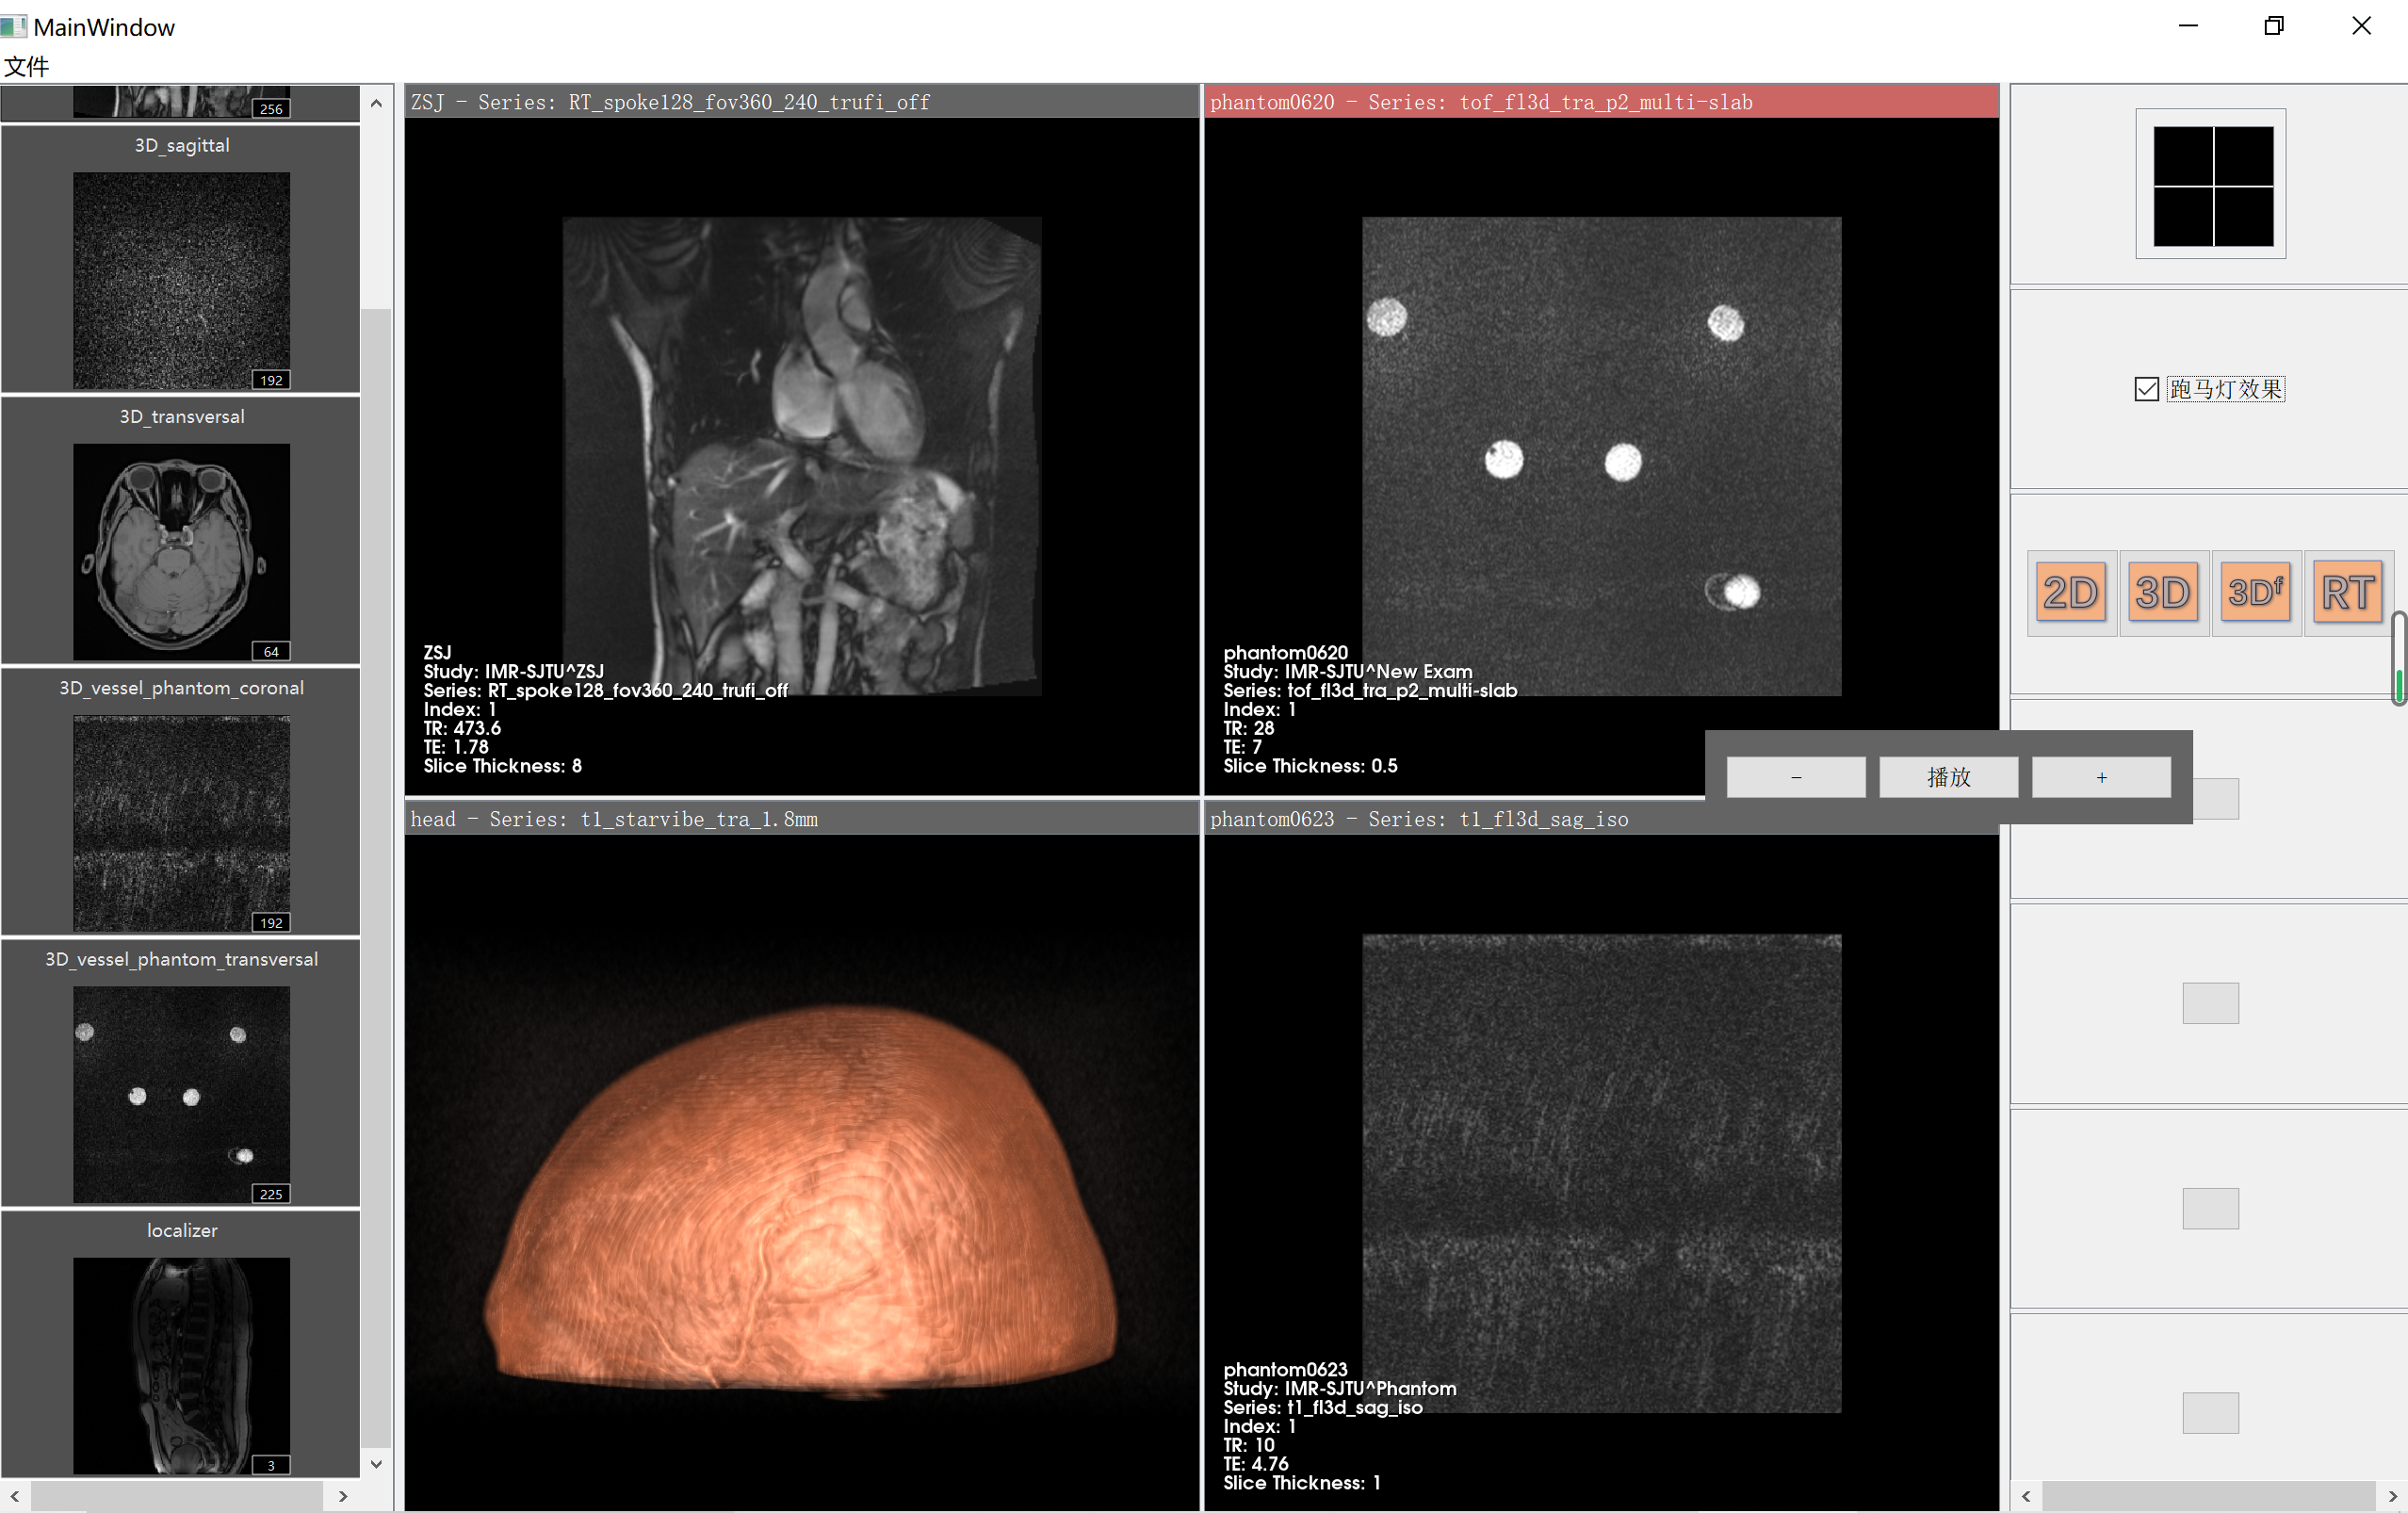 MainWindow
文件
256
3D_sagittal
192
3D_transversal
64
3D_vessel_phantom_coronal
192
3D_vessel_phantom_transversal
225
localizer
3
ZSJ - Series: RT_spoke128_fov360_240_trufi_off
ZSJ
Study: IMR-SJTU^ZSJ
Series: RT_spoke128_fov360_240_trufi_off
Index: 1
TR: 473.6
TE: 1.78
Slice Thickness: 8
phantom0620 - Series: tof_fl3d_tra_p2_multi-slab
phantom0620
Study: IMR-SJTU^New Exam
Series: tof_fl3d_tra_p2_multi-slab
Index: 1
TR: 28
TE: 7
Slice Thickness: 0.5
head - Series: t1_starvibe_tra_1.8mm
phantom0623 - Series: t1_fl3d_sag_iso
phantom0623
Study: IMR-SJTU^Phantom
Series: t1_fl3d_sag_iso
Index: 1
TR: 10
TE: 4.76
Slice Thickness: 1
跑马灯效果
2D 3D 3Df RT
- 播放 +